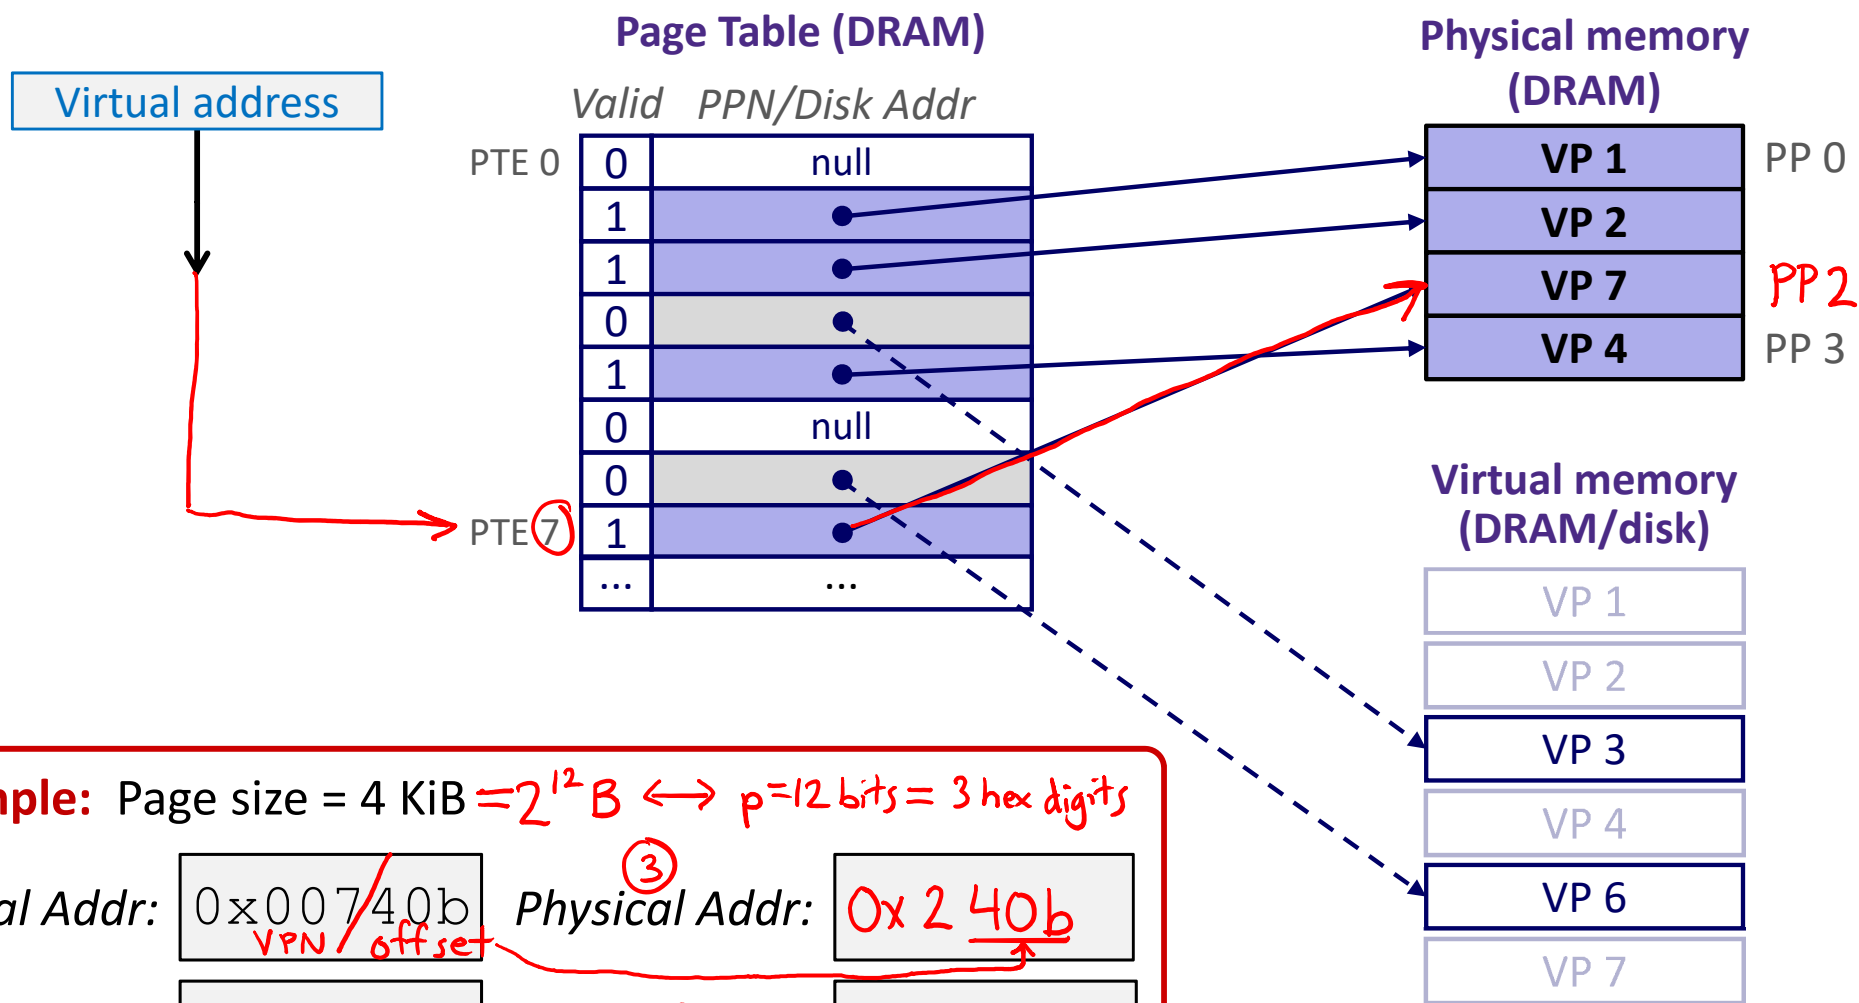 Page Table (DRAM)
Physical memory
(DRAM)
Virtual address
Valid PPN/Disk Addr
PTE 0 0 null
1
1
0
1
0 null
0
PTE 7 1
... ...
VP 1 PP 0
VP 2
VP 7 PP 2
VP 4 PP 3
Virtual memory
(DRAM/disk)
VP 1
VP 2
VP 3
VP 4
VP 6
VP 7
mple: Page size = 4 KiB = 2^12 B ⟷ p=12 bits = 3 hex digits
③
al Addr: 0x00740b Physical Addr: 0x 2 40b
VPN / offset